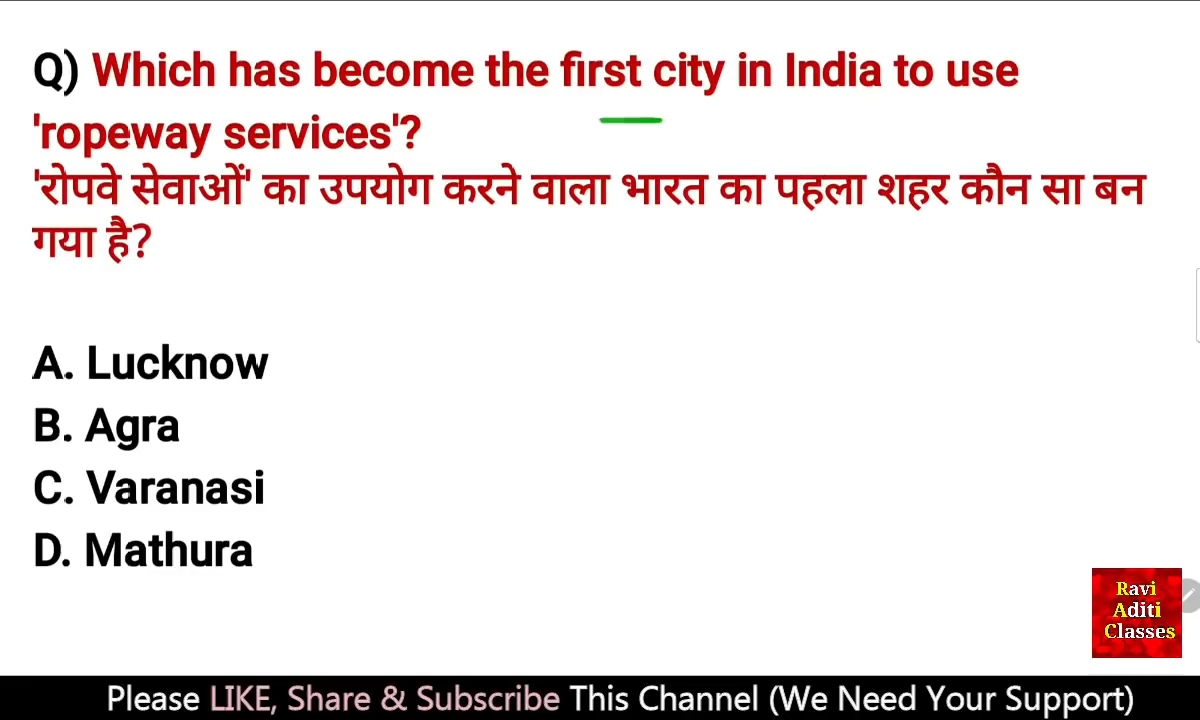 Q) Which has become the first city in India to use
'ropeway services'?
'रोपवे सेवाओं' का उपयोग करने वाला भारत का पहला शहर कौन सा बन
गया है?
A. Lucknow
B. Agra
C. Varanasi
D. Mathura
Ravi
Aditi
Classes
Please LIKE, Share & Subscribe This Channel (We Need Your Support)